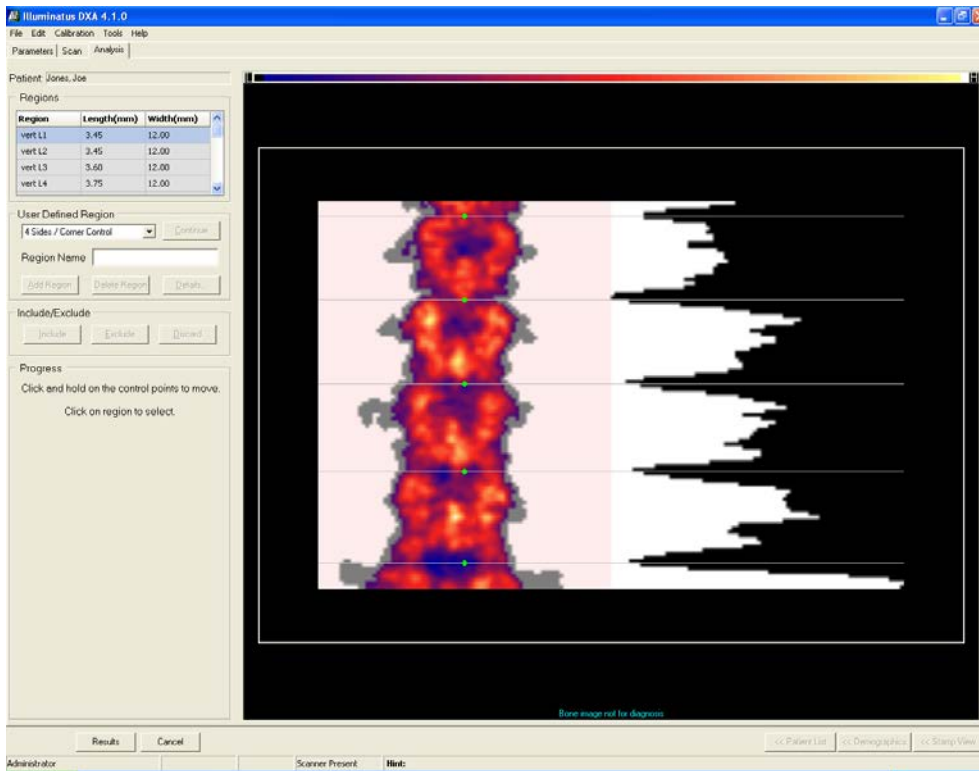 Illuminatus DXA 4.1.0
File Edit Calibration Tools Help
Parameters Scan Analysis
Patient: Jones, Joe
Regions
Region Length(mm) Width(mm)
vert L1 3.45 12.00
vert L2 3.45 12.00
vert L3 3.60 12.00
vert L4 3.75 12.00
User Defined Region
4 Sides / Corner Control Continue
Region Name
Add Region Delete Region Details...
Include/Exclude
Include Exclude Discard
Progress
Click and hold on the control points to move.
Click on region to select.
Bone image not for diagnosis
Results Cancel << Patient List << Demographics << Stamp View
Administrator Scanner Present Hint: